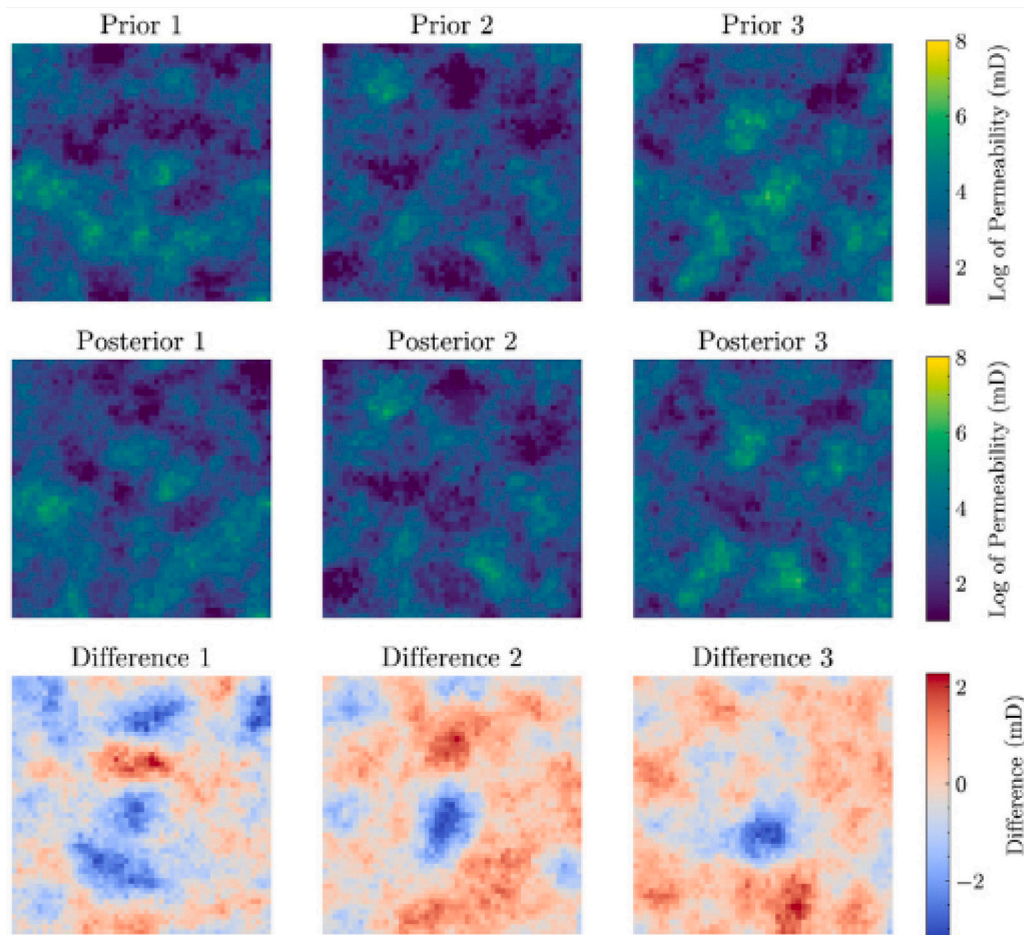 Prior 1
Prior 2
Prior 3
8
6
4
2
Log of Permeability (mD)
Posterior 1
Posterior 2
Posterior 3
8
6
4
2
Log of Permeability (mD)
Difference 1
Difference 2
Difference 3
2
0
−2
Difference (mD)